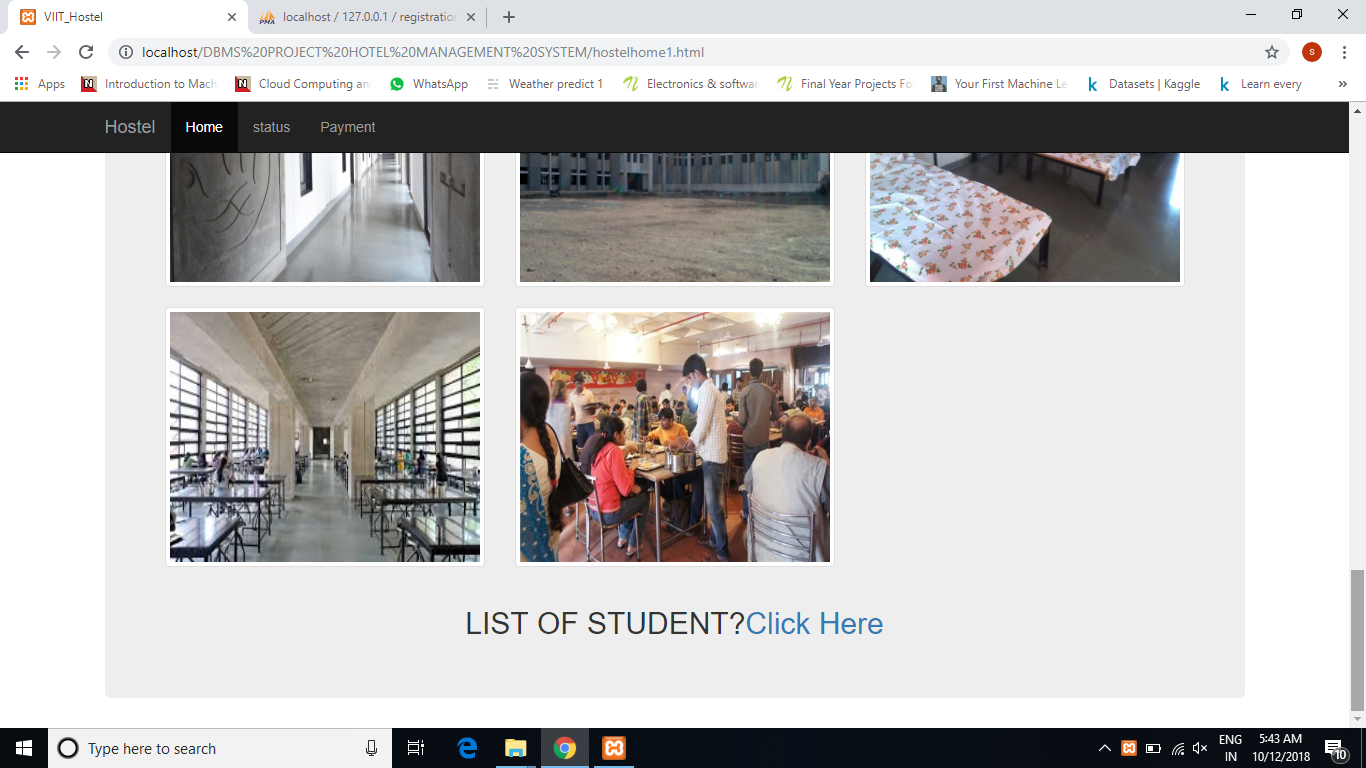 VIIT_Hostel
localhost / 127.0.0.1 / registration
localhost/DBMS%20PROJECT%20HOTEL%20MANAGEMENT%20SYSTEM/hostelhome1.html
s
Apps
Introduction to Mach
Cloud Computing an
WhatsApp
Weather predict 1
Electronics & softwar
Final Year Projects Fo
Your First Machine Le
Datasets | Kaggle
Learn every
Hostel
Home
status
Payment
LIST OF STUDENT?Click Here
Type here to search
ENG
IN
5:43 AM
10/12/2018
10